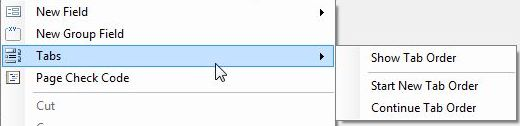 New Field
New Group Field
Tabs
Page Check Code
Cut
Show Tab Order
Start New Tab Order
Continue Tab Order